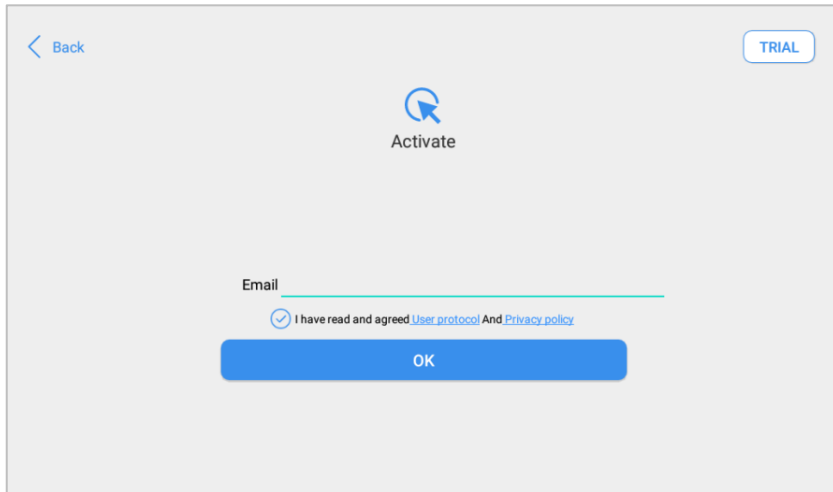 Back
TRIAL
Activate
Email
I have read and agreed User protocol And Privacy policy
OK